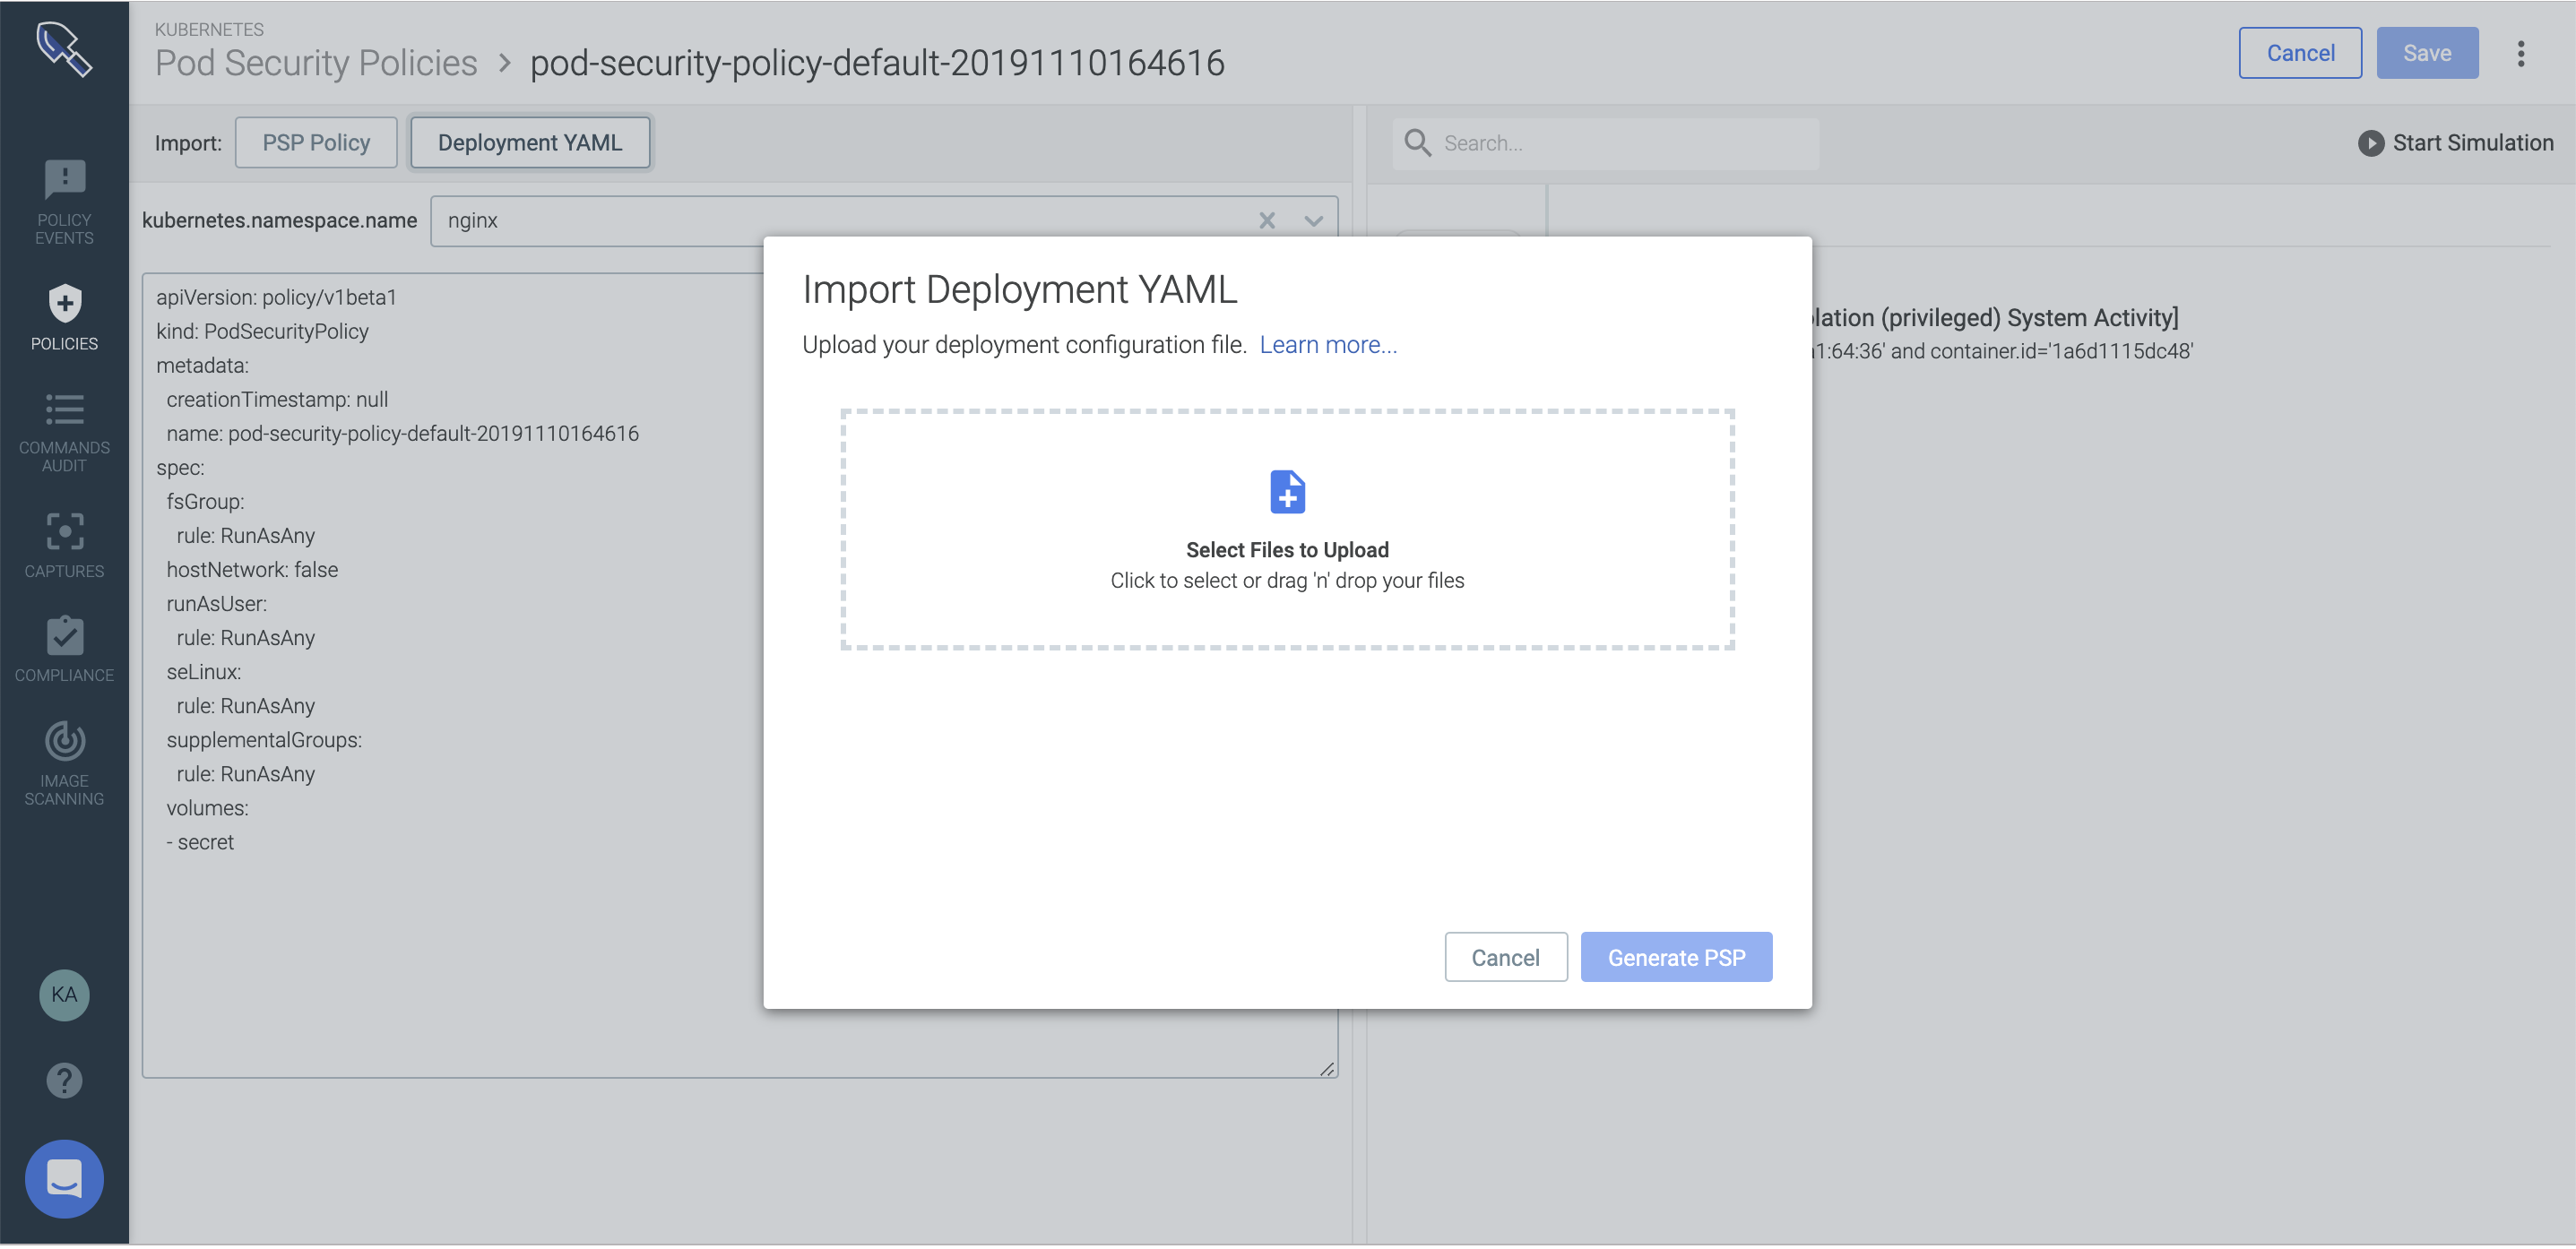 KUBERNETES
Pod Security Policies > pod-security-policy-default-20191110164616
Cancel
Save
Import:
PSP Policy
Deployment YAML
Search...
Start Simulation
kubernetes.namespace.name
nginx
POLICY
EVENTS
POLICIES
COMMANDS
AUDIT
CAPTURES
COMPLIANCE
IMAGE
SCANNING
KA
apiVersion: policy/v1beta1
kind: PodSecurityPolicy
metadata:
creationTimestamp: null
name: pod-security-policy-default-20191110164616
spec:
fsGroup:
rule: RunAsAny
hostNetwork: false
runAsUser:
rule: RunAsAny
seLinux:
rule: RunAsAny
supplementalGroups:
rule: RunAsAny
volumes:
- secret
Import Deployment YAML
Upload your deployment configuration file. Learn more...
Select Files to Upload
Click to select or drag 'n' drop your files
Cancel
Generate PSP
(privileged) System Activity]
and container.id='1a6d1115dc48'